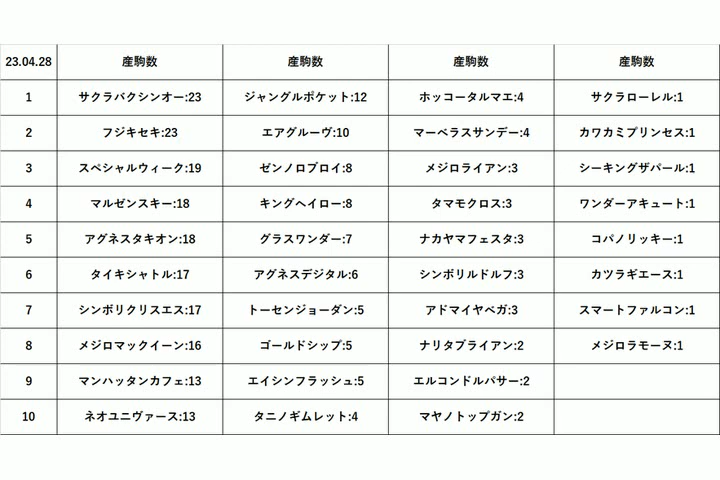 23.04.28 産駒数 産駒数 産駒数 産駒数
1 サクラバクシンオー:23 ジャングルポケット:12 ホッコータルマエ:4 サクラローレル:1
2 フジキセキ:23 エアグルーヴ:10 マーベラスサンデー:4 カワカミプリンセス:1
3 スペシャルウィーク:19 ゼンノロブロイ:8 メジロライアン:3 シーキングザパール:1
4 マルゼンスキー:18 キングヘイロー:8 タマモクロス:3 ワンダーアキュート:1
5 アグネスタキオン:18 グラスワンダー:7 ナカヤマフェスタ:3 コパノリッキー:1
6 タイキシャトル:17 アグネスデジタル:6 シンボリルドルフ:3 カツラギエース:1
7 シンボリクリスエス:17 トーセンジョーダン:5 アドマイヤベガ:3 スマートファルコン:1
8 メジロマックイーン:16 ゴールドシップ:5 ナリタブライアン:2 メジロラモーヌ:1
9 マンハッタンカフェ:13 エイシンフラッシュ:5 エルコンドルパサー:2
10 ネオユニヴァース:13 タニノギムレット:4 マヤノトップガン:2